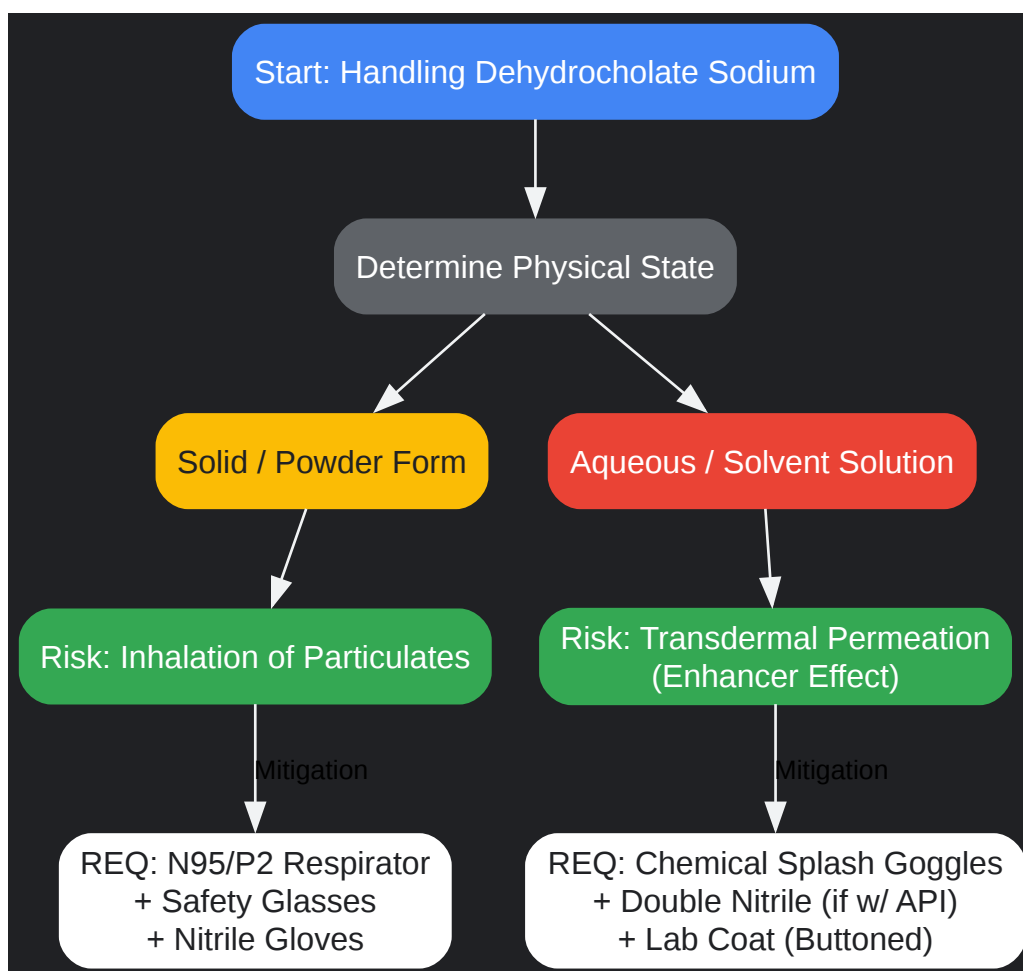 Start: Handling Dehydrocholate Sodium
Determine Physical State
Solid / Powder Form
Aqueous / Solvent Solution
Risk: Inhalation of Particulates
Risk: Transdermal Permeation
(Enhancer Effect)
Mitigation
Mitigation
REQ: N95/P2 Respirator
+ Safety Glasses
+ Nitrile Gloves
REQ: Chemical Splash Goggles
+ Double Nitrile (if w/ API)
+ Lab Coat (Buttoned)